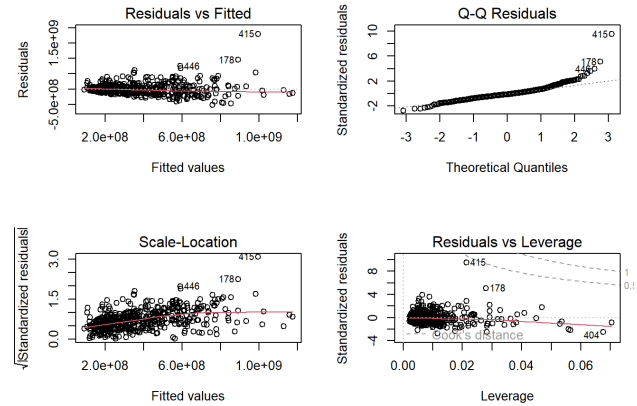 Residuals vs Fitted
Residuals
-5.0e+08
1.5e+09
415
178
446
2.0e+08 6.0e+08 1.0e+09
Fitted values
Q-Q Residuals
Standardized residuals
-2 2 6 10
415
178
446
-3 -2 -1 0 1 2 3
Theoretical Quantiles
Scale-Location
√|Standardized residuals|
0.0 1.5 3.0
415
178
446
2.0e+08 6.0e+08 1.0e+09
Fitted values
Residuals vs Leverage
Standardized residuals
-4 0 4 8
415
178
404
Cook's distance
1
0.5
0.00 0.02 0.04 0.06
Leverage